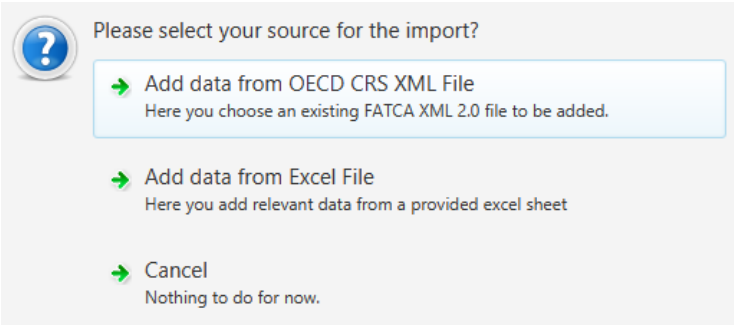 Please select your source for the import?
Add data from OECD CRS XML File
Here you choose an existing FATCA XML 2.0 file to be added.
Add data from Excel File
Here you add relevant data from a provided excel sheet
Cancel
Nothing to do for now.